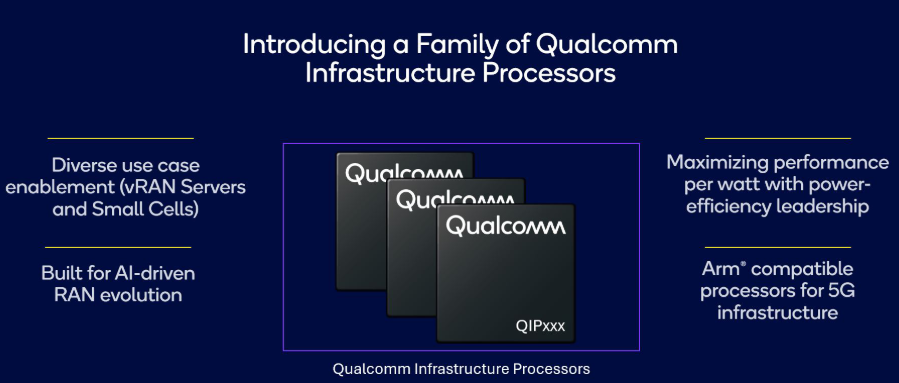 Introducing a Family of Qualcomm
Infrastructure Processors
Diverse use case
enablement (vRAN Servers
and Small Cells)
Built for AI-driven
RAN evolution
Qualcomm
Qualcomm
Qualcomm
QIPxxx
Maximizing performance
per watt with power-
efficiency leadership
Arm® compatible
processors for 5G
infrastructure
Qualcomm Infrastructure Processors